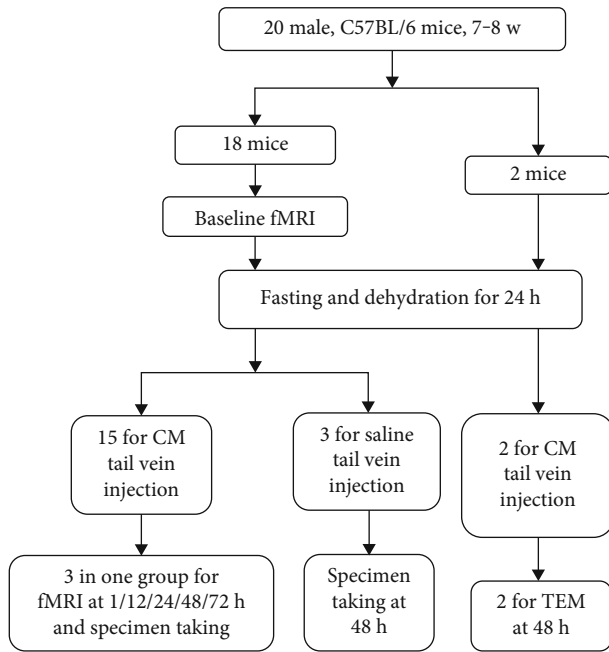 20 male, C57BL/6 mice, 7-8 w
18 mice
2 mice
Baseline fMRI
Fasting and dehydration for 24 h
15 for CM
tail vein
injection
3 for saline
tail vein
injection
2 for CM
tail vein
injection
3 in one group for
fMRI at 1/12/24/48/72 h
and specimen taking
Specimen
taking at
48 h
2 for TEM
at 48 h